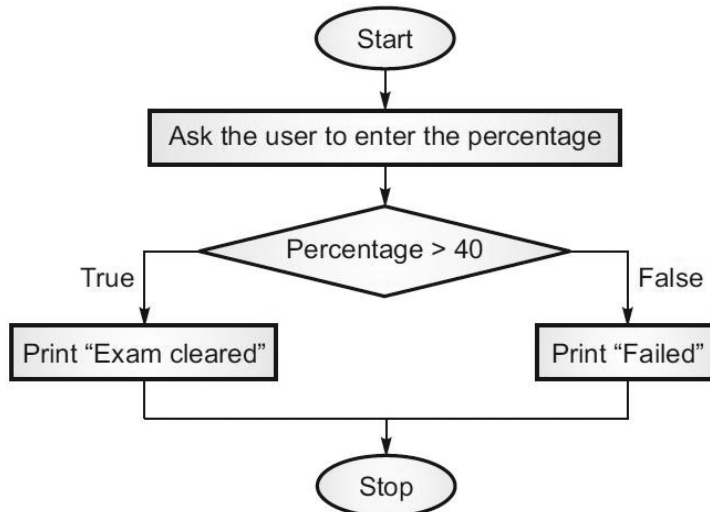 Start
Ask the user to enter the percentage
Percentage > 40
True
False
Print “Exam cleared”
Print “Failed”
Stop